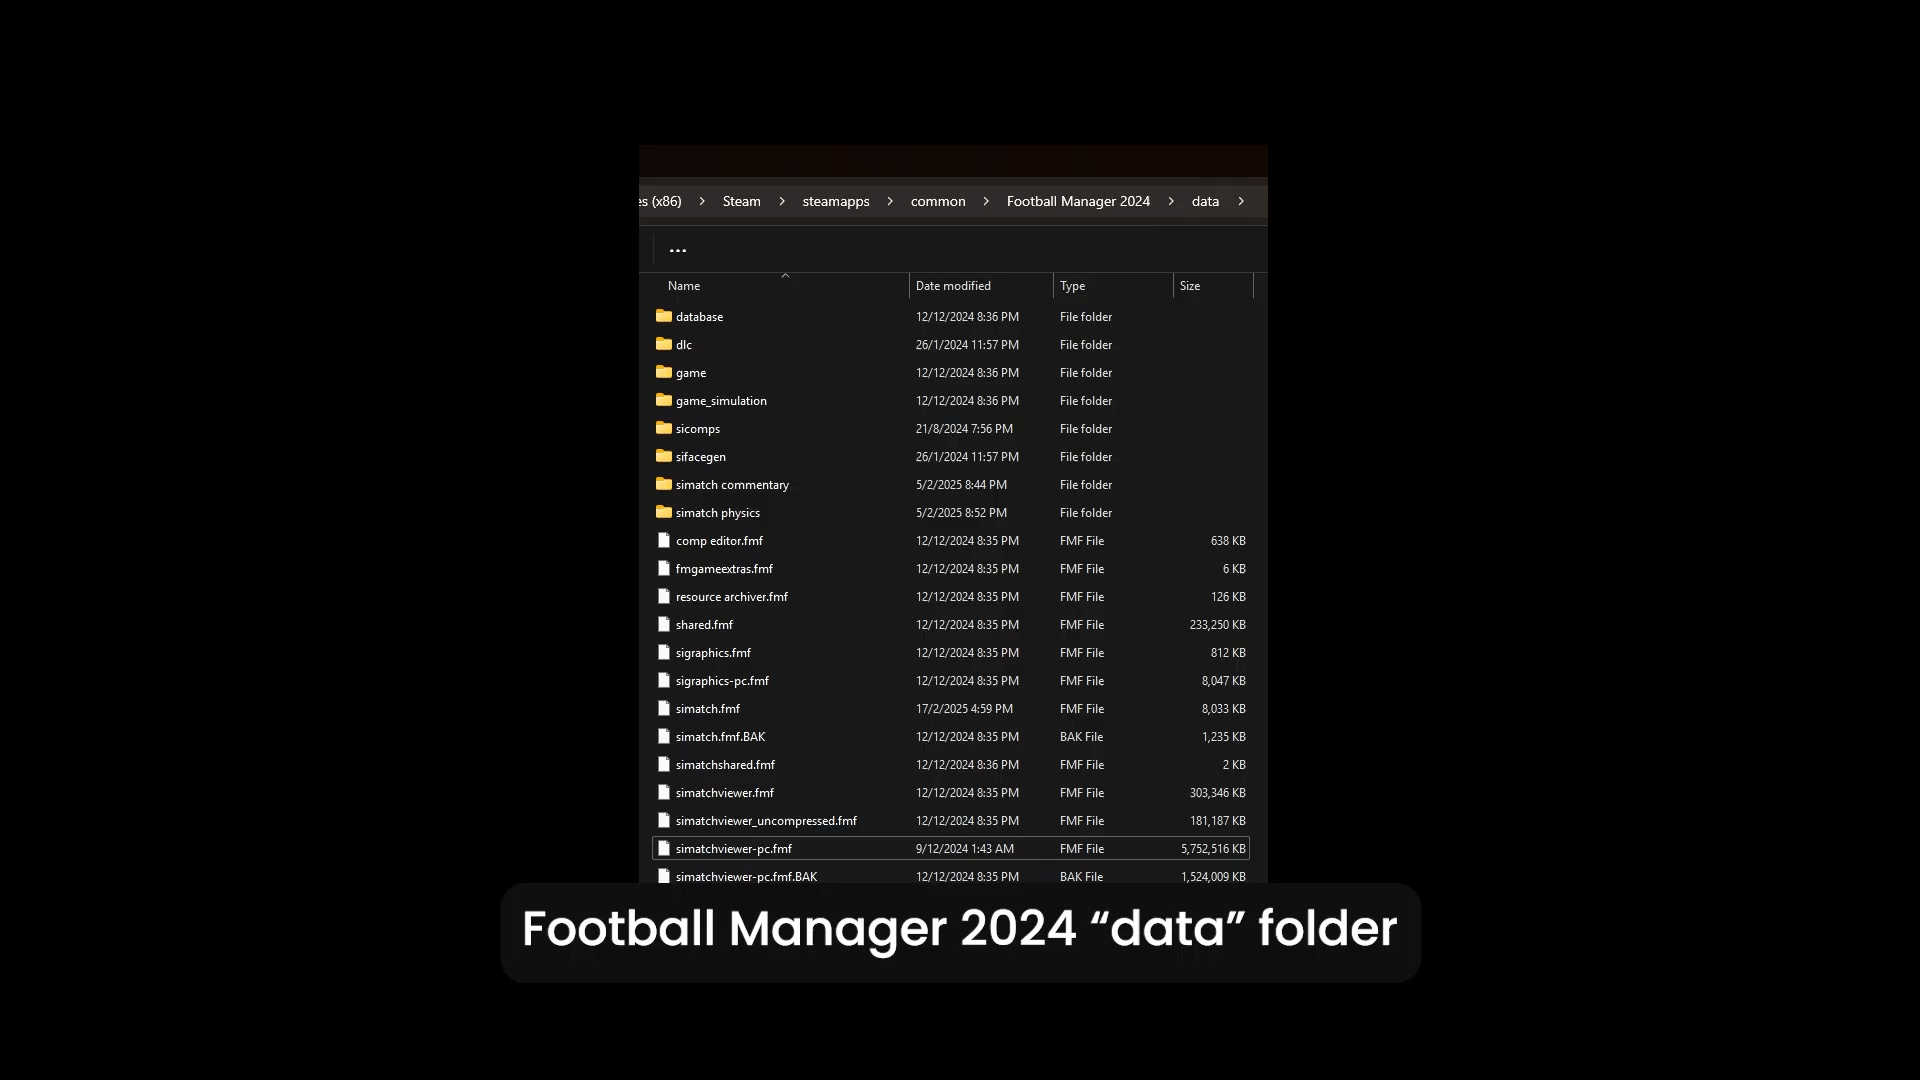 es (x86) > Steam > steamapps > common > Football Manager 2024 > data >
...
Name Date modified Type Size
database 12/12/2024 8:36 PM File folder
dlc 26/1/2024 11:57 PM File folder
game 12/12/2024 8:36 PM File folder
game_simulation 12/12/2024 8:36 PM File folder
sicomps 21/8/2024 7:56 PM File folder
sifacegen 26/1/2024 11:57 PM File folder
simatch commentary 5/2/2025 8:44 PM File folder
simatch physics 5/2/2025 8:52 PM File folder
comp editor.fmf 12/12/2024 8:35 PM FMF File 638 KB
fmgameextras.fmf 12/12/2024 8:35 PM FMF File 6 KB
resource archiver.fmf 12/12/2024 8:35 PM FMF File 126 KB
shared.fmf 12/12/2024 8:35 PM FMF File 233,250 KB
sigraphics.fmf 12/12/2024 8:35 PM FMF File 812 KB
sigraphics-pc.fmf 12/12/2024 8:35 PM FMF File 8,047 KB
simatch.fmf 17/2/2025 4:59 PM FMF File 8,033 KB
simatch.fmf.BAK 12/12/2024 8:35 PM BAK File 1,235 KB
simatchshared.fmf 12/12/2024 8:36 PM FMF File 2 KB
simatchviewer.fmf 12/12/2024 8:35 PM FMF File 303,346 KB
simatchviewer_uncompressed.fmf 12/12/2024 8:35 PM FMF File 181,187 KB
simatchviewer-pc.fmf 9/12/2024 1:43 AM FMF File 5,752,516 KB
simatchviewer-pc.fmf.BAK 12/12/2024 8:35 PM BAK File 1,524,009 KB
Football Manager 2024 “data” folder